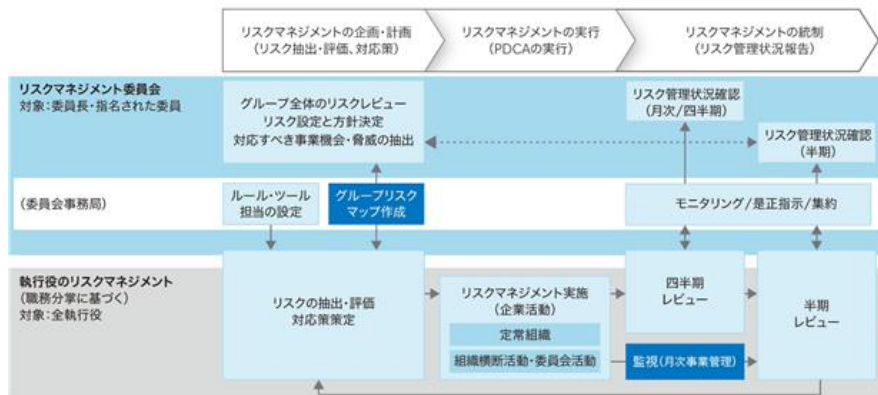 リスクマネジメントの企画・計画
(リスク抽出・評価、対応策)
リスクマネジメントの実行
(PDCAの実行)
リスクマネジメントの統制
(リスク管理状況報告)
リスクマネジメント委員会
対象:委員長・指名された委員
グループ全体のリスクレビュー
リスク設定と方針決定
対応すべき事業機会・脅威の抽出
リスク管理状況確認
(月次/四半期)
リスク管理状況確認
(半期)
(委員会事務局)
ルール・ツール
担当の設定
グループリスク
マップ作成
モニタリング/是正指示/集約
執行役のリスクマネジメント
(職務分掌に基づく)
対象:全執行役
リスクの抽出・評価
対応策策定
リスクマネジメント実施
(企業活動)
定常組織
組織横断活動・委員会活動
四半期
レビュー
監視(月次事業管理)
半期
レビュー